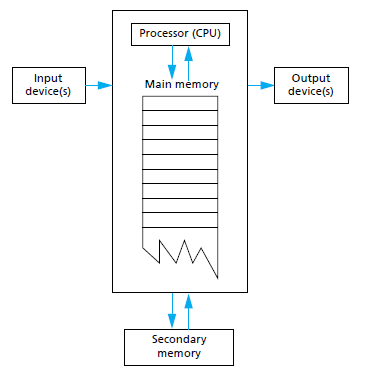 Processor (CPU)
Input
device(s)
Main memory
Output
device(s)
Secondary
memory